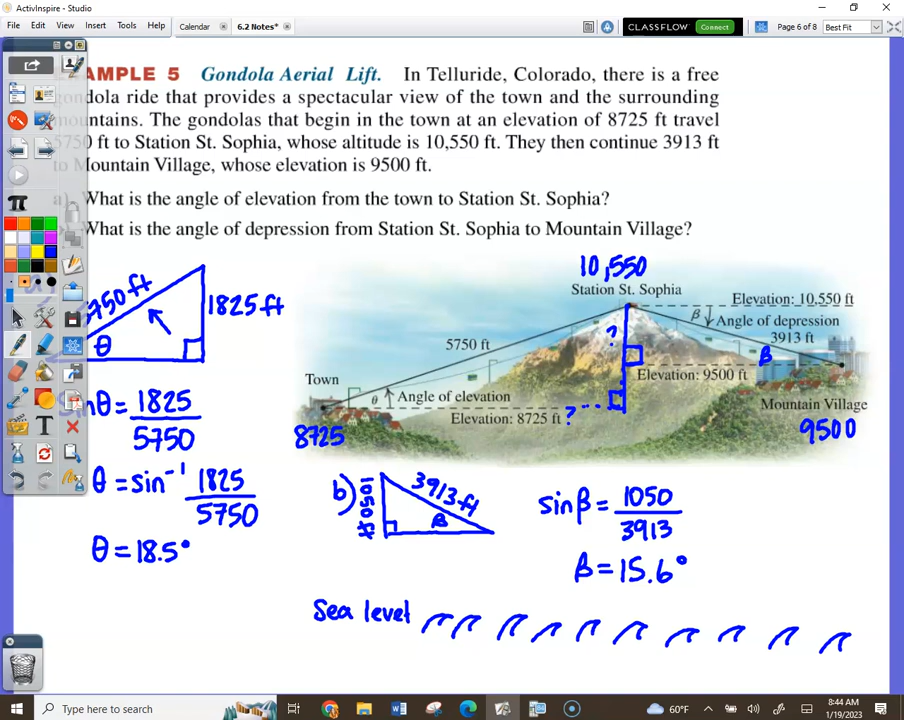 ActivInspire - Studio
File Edit View Insert Tools Help
Calendar
6.2 Notes*
CLASSFLOW Connect
Page 6 of 8
Best Fit
AMPLE 5 Gondola Aerial Lift. In Telluride, Colorado, there is a free
gondola ride that provides a spectacular view of the town and the surrounding
mountains. The gondolas that begin in the town at an elevation of 8725 ft travel
5750 ft to Station St. Sophia, whose altitude is 10,550 ft. They then continue 3913 ft
to Mountain Village, whose elevation is 9500 ft.
a) What is the angle of elevation from the town to Station St. Sophia?
What is the angle of depression from Station St. Sophia to Mountain Village?
10,550
Station St. Sophia
Elevation: 10,550 ft
β Angle of depression
3913 ft
β
?
5750 ft
Elevation: 9500 ft
Town
θ Angle of elevation
Elevation: 8725 ft ?
Mountain Village
8725
9500
750 ft
1825 ft
θ
nθ = 1825
5750
θ = sin⁻¹ 1825
5750
θ = 18.5°
b)
1050 ft
3913 ft
β
sinβ = 1050
3913
β = 15.6°
Sea level
Type here to search
60°F
8:44 AM
1/19/2023